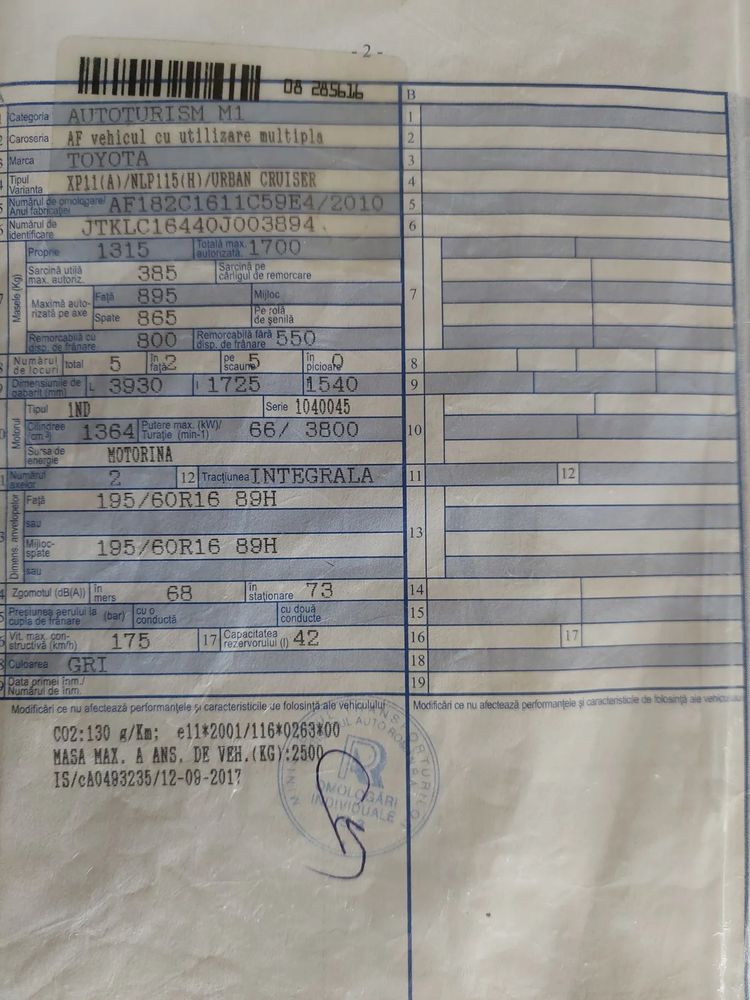 - 2 -
08 285616
B
Categoria AUTOTURISM M1 1
Caroseria AF vehicul cu utilizare multipla 2
Marca TOYOTA 3
Tipul Varianta XP11(A)/NLP115(H)/URBAN CRUISER 4
Numărul de omologare/ Anul fabricației AF182C1611C59E4/2010 5
Numărul de identificare JTKLC16440J003894 6
Masele (Kg) Proprie 1315 Totală max. autorizată. 1700
Sarcină utilă max. autoriz. 385 Sarcină pe cârligul de remorcare
Maximă autorizată pe axe Față 895 Mijloc 7
Spate 865 Pe rolă de șenilă
Remorcabilă cu disp. de frânare 800 Remorcabilă fără disp. de frânare 550
Numărul de locuri total 5 în față 2 pe scaune 5 în picioare 0 8
Dimensiunile de gabarit (mm) L 3930 l 1725 1540 9
Motorul Tipul 1ND Serie 1040045
Cilindree cm³) 1364 Putere max. (kW)/ Turație (min-1) 66/ 3800 10
Sursa de energie MOTORINA
Numărul axelor 2 12 Tracțiunea INTEGRALA 11 12
Dimens. anvelopelor Față 195/60R16 89H
sau
Mijloc-spate 195/60R16 89H 13
sau
Zgomotul (dB(A)) în mers 68 în staționare 73 14
Presiunea aerului la cupla de frânare (bar) cu o conductă cu două conducte 15
Vit. max. constructivă (km/h) 175 17 Capacitatea rezervorului (l) 42 16 17
Culoarea GRI 18
Data primei înm./ Numărul de înm. 19
Modificări ce nu afectează performanțele și caracteristicile de folosință ale vehiculului
Modificări ce nu afectează performanțele și caracteristicile de folosință ale vehiculului
CO2:130 g/Km; e11*2001/116*0263*00
MASA MAX. A ANS. DE VEH.(KG):2500
IS/cA0493235/12-09-2017
OMOLOGĂRI
INDIVIDUALE